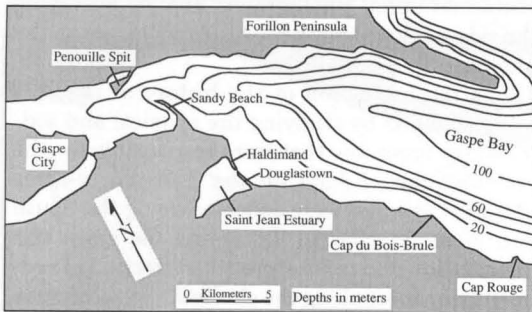 Forillon Peninsula
Penouille Spit
Sandy Beach
Gaspe
City
Gaspe Bay
Haldimand
Douglastown
100
60
20
Saint Jean Estuary
N
Cap du Bois-Brule
Cap Rouge
0 Kilometers 5
Depths in meters